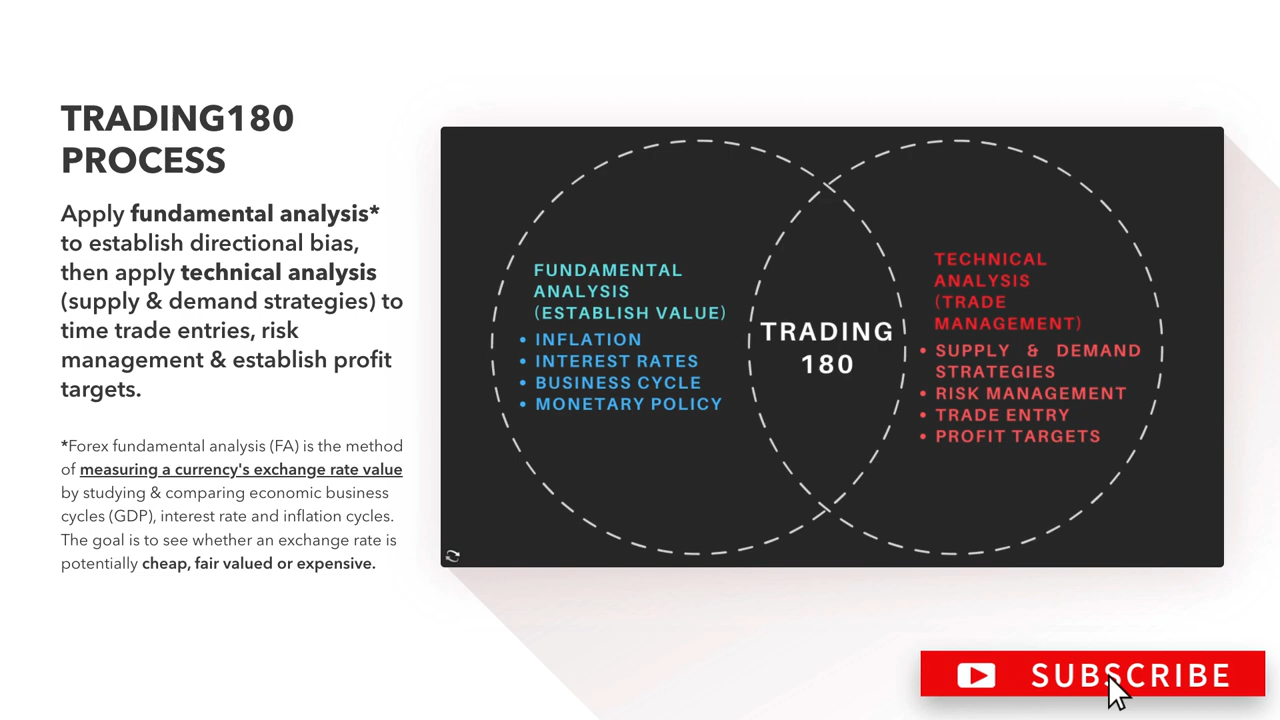 TRADING180
PROCESS
Apply fundamental analysis*
to establish directional bias,
then apply technical analysis
(supply & demand strategies) to
time trade entries, risk
management & establish profit
targets.
*Forex fundamental analysis (FA) is the method
of measuring a currency's exchange rate value
by studying & comparing economic business
cycles (GDP), interest rate and inflation cycles.
The goal is to see whether an exchange rate is
potentially cheap, fair valued or expensive.
FUNDAMENTAL
ANALYSIS
(ESTABLISH VALUE)
• INFLATION
• INTEREST RATES
• BUSINESS CYCLE
• MONETARY POLICY
TRADING
180
TECHNICAL
ANALYSIS
(TRADE
MANAGEMENT)
• SUPPLY & DEMAND
STRATEGIES
• RISK MANAGEMENT
• TRADE ENTRY
• PROFIT TARGETS
SUBSCRIBE